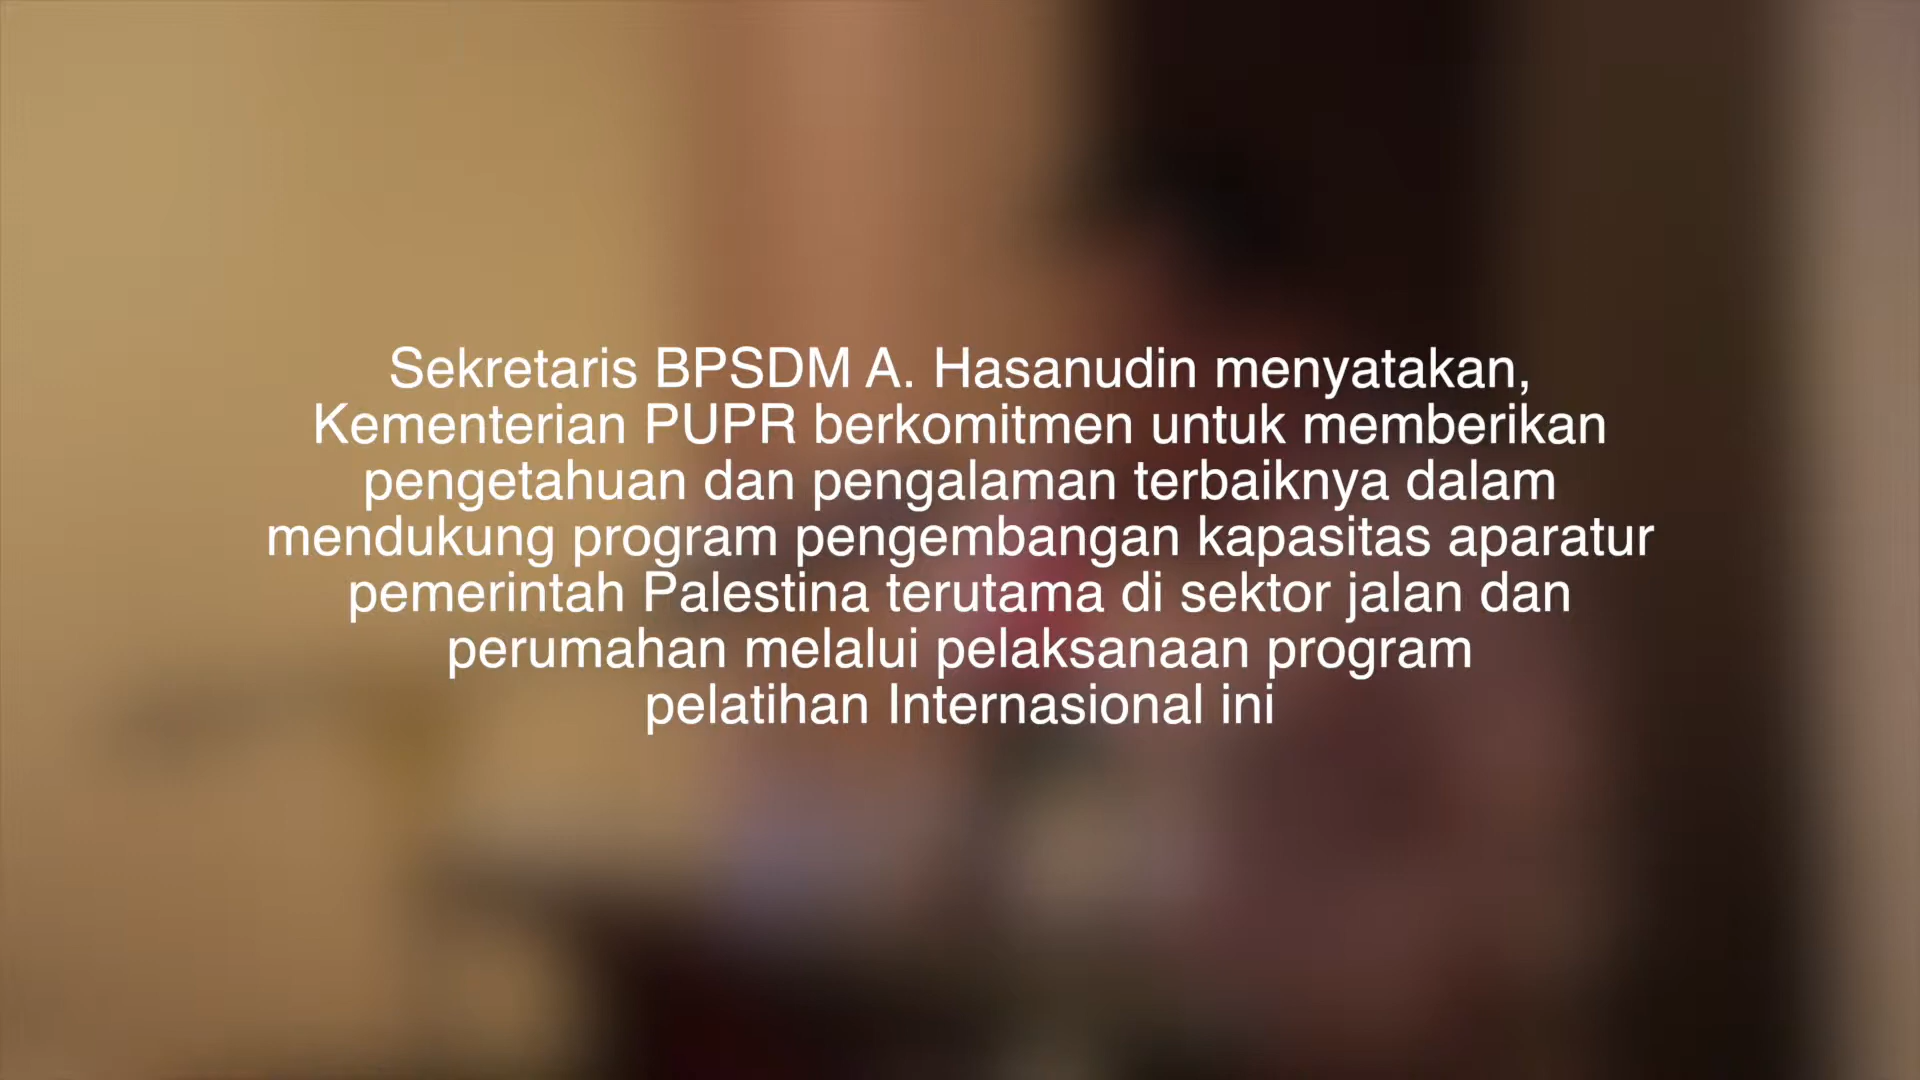 Sekretaris BPSDM A. Hasanudin menyatakan,
Kementerian PUPR berkomitmen untuk memberikan
pengetahuan dan pengalaman terbaiknya dalam
mendukung program pengembangan kapasitas aparatur
pemerintah Palestina terutama di sektor jalan dan
perumahan melalui pelaksanaan program
pelatihan Internasional ini